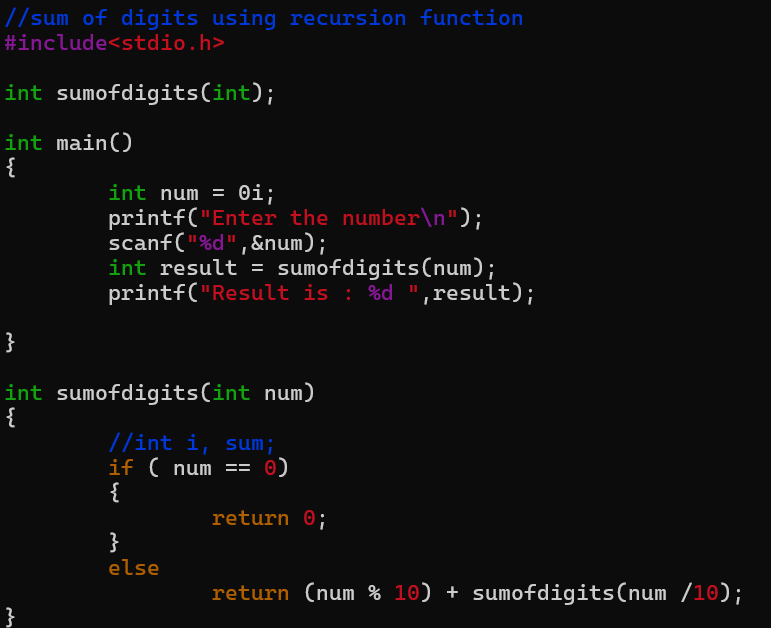 //sum of digits using recursion function
#include<stdio.h>
int sumofdigits(int);
int main()
{
int num = 0i;
printf("Enter the number\n");
scanf("%d",&num);
int result = sumofdigits(num);
printf("Result is : %d ",result);
}
int sumofdigits(int num)
{
//int i, sum;
if ( num == 0)
{
return 0;
}
else
return (num % 10) + sumofdigits(num /10);
}